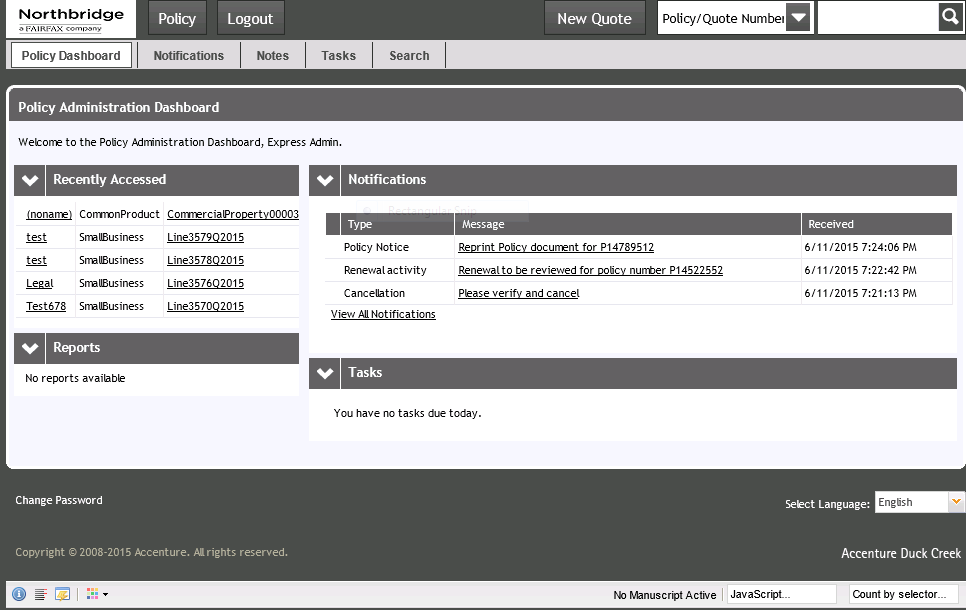 Northbridge
a FAIRFAX company
Policy
Logout
New Quote
Policy/Quote Number
Policy Dashboard
Notifications
Notes
Tasks
Search
Policy Administration Dashboard
Welcome to the Policy Administration Dashboard, Express Admin.
Recently Accessed
(noname) CommonProduct CommercialProperty00003
test SmallBusiness Line3579Q2015
test SmallBusiness Line3578Q2015
Legal SmallBusiness Line3576Q2015
Test678 SmallBusiness Line3570Q2015
Reports
No reports available
Notifications
Rectangular Snip
Type Message Received
Policy Notice Reprint Policy document for P14789512 6/11/2015 7:24:06 PM
Renewal activity Renewal to be reviewed for policy number P14522552 6/11/2015 7:22:42 PM
Cancellation Please verify and cancel 6/11/2015 7:21:13 PM
View All Notifications
Tasks
You have no tasks due today.
Change Password
Select Language: English
Copyright © 2008-2015 Accenture. All rights reserved.
Accenture Duck Creek
No Manuscript Active JavaScript... Count by selector...